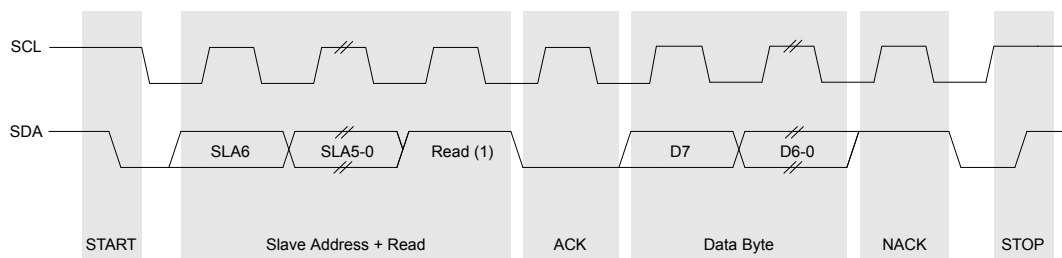 SCL
SDA
SLA6 SLA5-0 Read (1) D7 D6-0
START Slave Address + Read ACK Data Byte NACK STOP